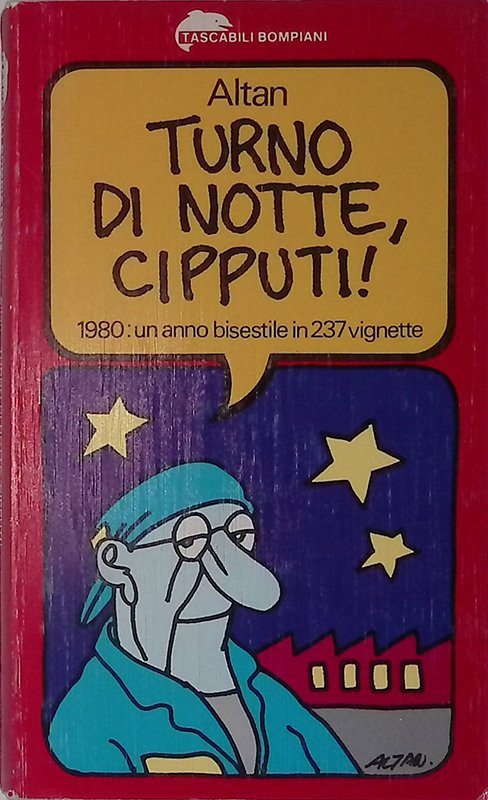 TASCABILI BOMPIANI
Altan
TURNO
DI NOTTE,
CIPPUTI!
1980: un anno bisestile in 237 vignette
ALTAN.